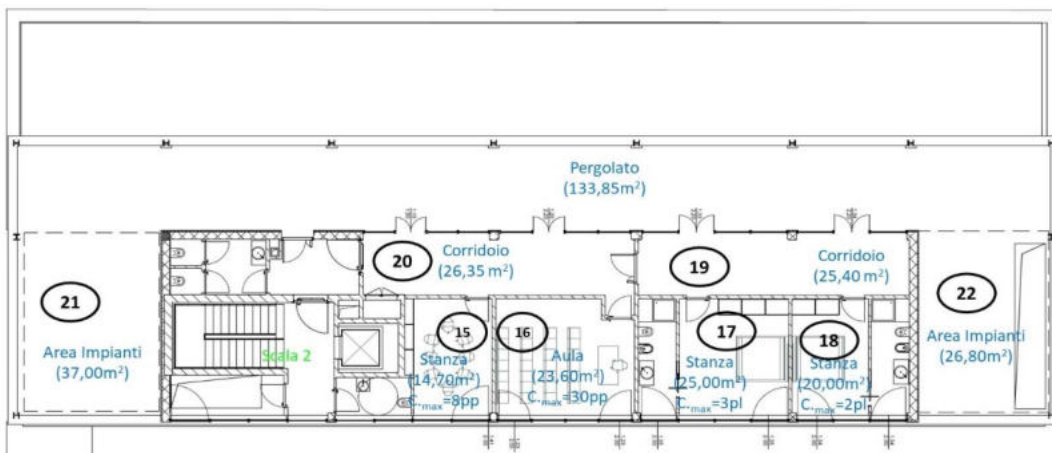 Pergolato
(133,85m²)
20
Corridoio
(26,35 m²)
19
Corridoio
(25,40 m²)
21
Area Impianti
(37,00m²)
22
Area Impianti
(26,80m²)
Scala 2
15
Stanza
(14,70m²)
C.max=8pp
16
Aula
(23,60m²)
C.max=30pp
17
Stanza
(25,00m²)
C.max=3pl
18
Stanza
(20,00m²)
C.max=2pl